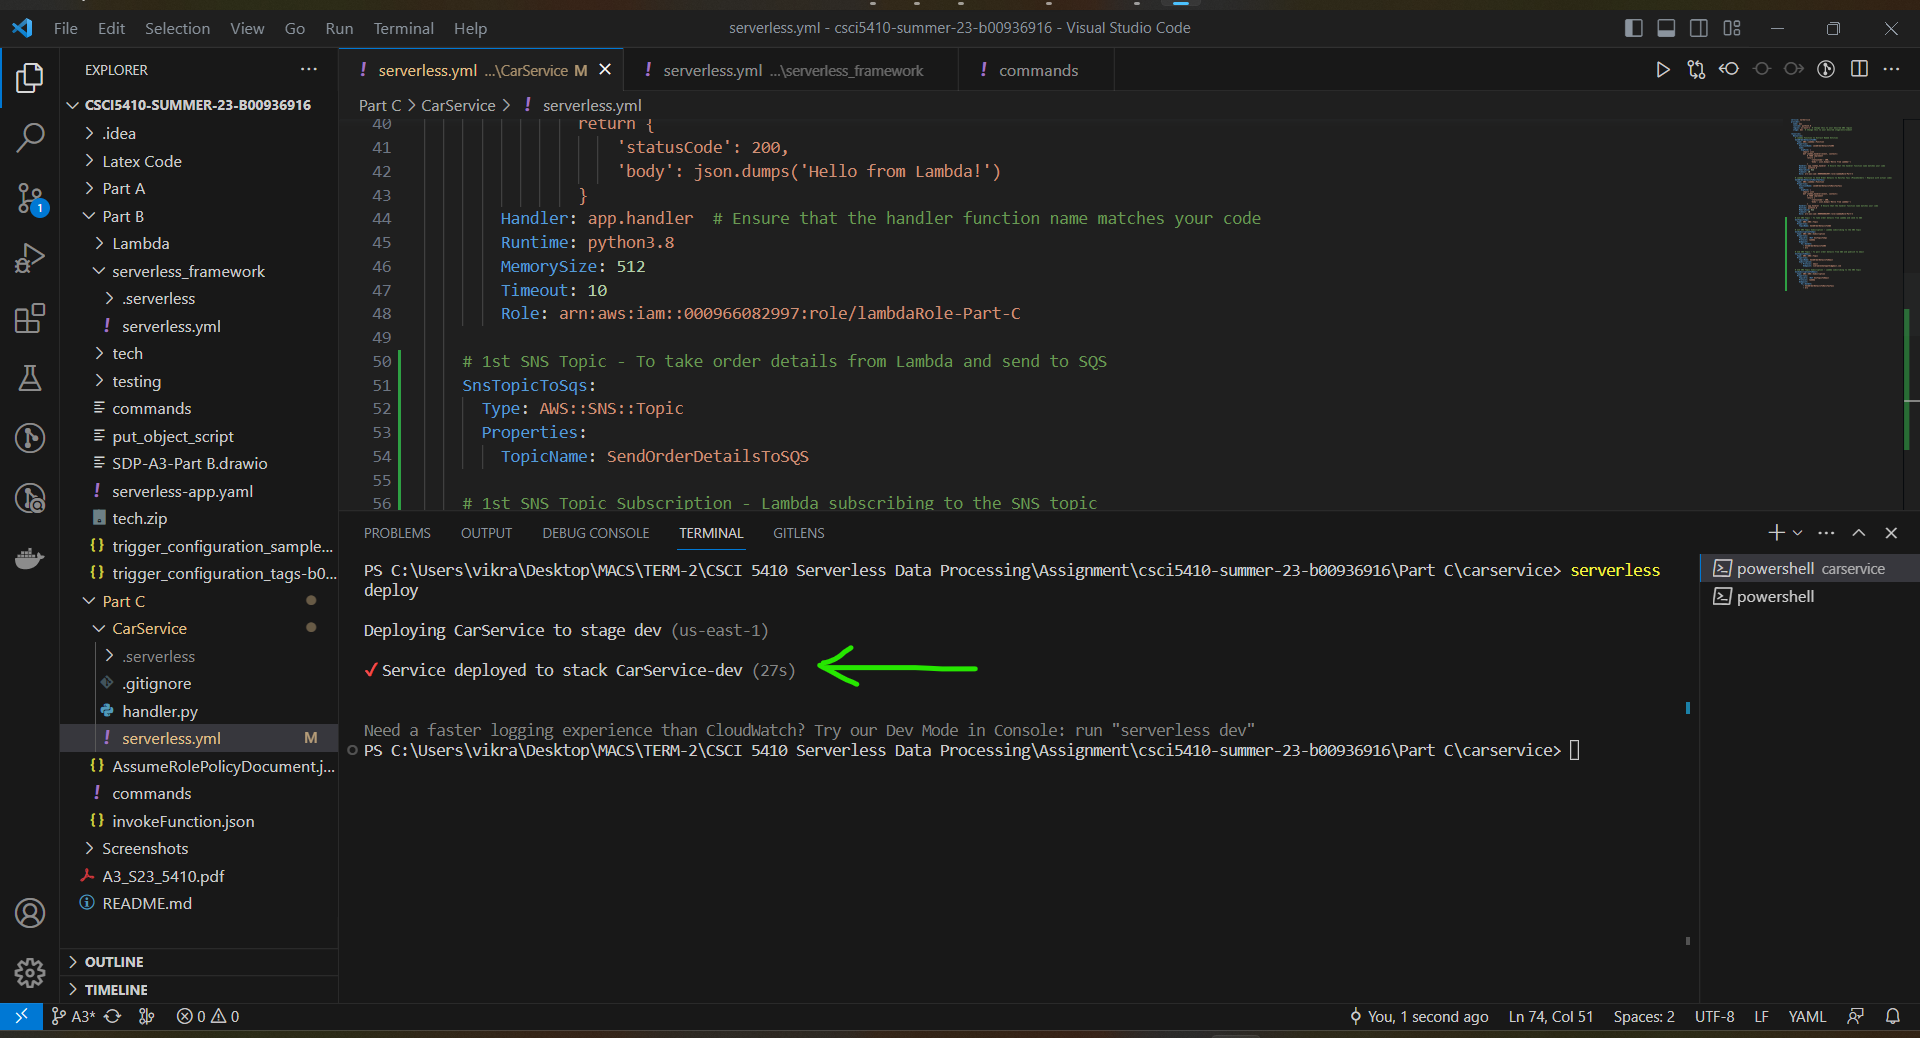 File Edit Selection View Go Run Terminal Help
serverless.yml - csci5410-summer-23-b00936916 - Visual Studio Code
EXPLORER
CSCI5410-SUMMER-23-B00936916
.idea
Latex Code
Part A
Part B
Lambda
serverless_framework
.serverless
serverless.yml
tech
testing
commands
put_object_script
SDP-A3-Part B.drawio
serverless-app.yaml
tech.zip
trigger_configuration_sample...
trigger_configuration_tags-b0...
Part C
CarService
.serverless
.gitignore
handler.py
serverless.yml M
AssumeRolePolicyDocument.j...
commands
invokeFunction.json
Screenshots
A3_S23_5410.pdf
README.md
OUTLINE
TIMELINE
serverless.yml ...\CarService M
serverless.yml ...\serverless_framework
commands
Part C > CarService > ! serverless.yml
40 return {
41 'statusCode': 200,
42 'body': json.dumps('Hello from Lambda!')
43 }
44 Handler: app.handler # Ensure that the handler function name matches your code
45 Runtime: python3.8
46 MemorySize: 512
47 Timeout: 10
48 Role: arn:aws:iam::000966082997:role/lambdaRole-Part-C
49
50 # 1st SNS Topic - To take order details from Lambda and send to SQS
51 SnsTopicToSqs:
52 Type: AWS::SNS::Topic
53 Properties:
54 TopicName: SendOrderDetailsToSQS
55
56 # 1st SNS Topic Subscription - Lambda subscribing to the SNS topic
PROBLEMS OUTPUT DEBUG CONSOLE TERMINAL GITLENS
PS C:\Users\vikra\Desktop\MACS\TERM-2\CSCI 5410 Serverless Data Processing\Assignment\csci5410-summer-23-b00936916\Part C\carservice> serverless
deploy
Deploying CarService to stage dev (us-east-1)
✓Service deployed to stack CarService-dev (27s)
Need a faster logging experience than CloudWatch? Try our Dev Mode in Console: run "serverless dev"
PS C:\Users\vikra\Desktop\MACS\TERM-2\CSCI 5410 Serverless Data Processing\Assignment\csci5410-summer-23-b00936916\Part C\carservice>
powershell carservice
powershell
1
A3* 0 0
You, 1 second ago Ln 74, Col 51 Spaces: 2 UTF-8 LF YAML